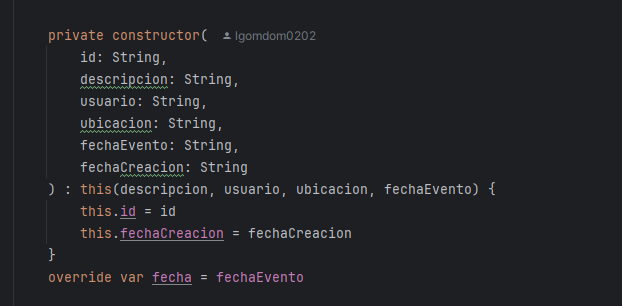 private constructor( lgomdom0202
id: String,
descripcion: String,
usuario: String,
ubicacion: String,
fechaEvento: String,
fechaCreacion: String
) : this(descripcion, usuario, ubicacion, fechaEvento) {
this.id = id
this.fechaCreacion = fechaCreacion
}
override var fecha = fechaEvento